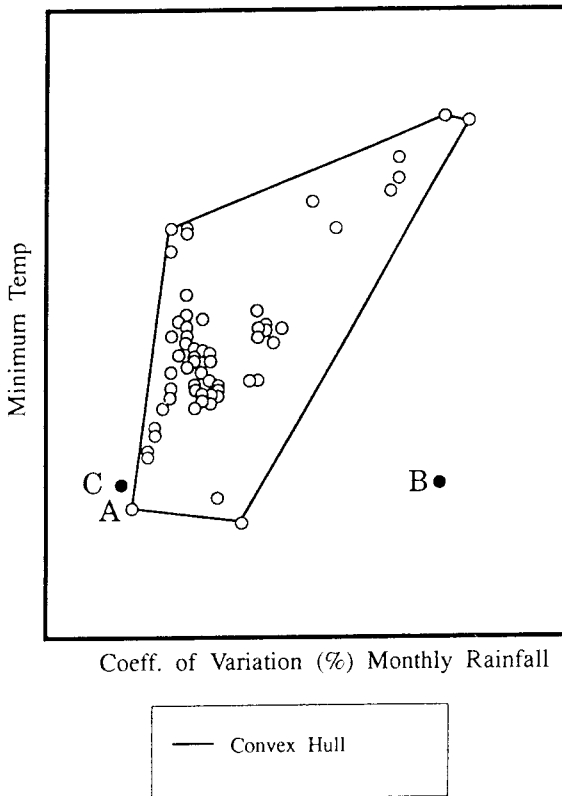 Minimum Temp
C
A
B
Coeff. of Variation (%) Monthly Rainfall
Convex Hull